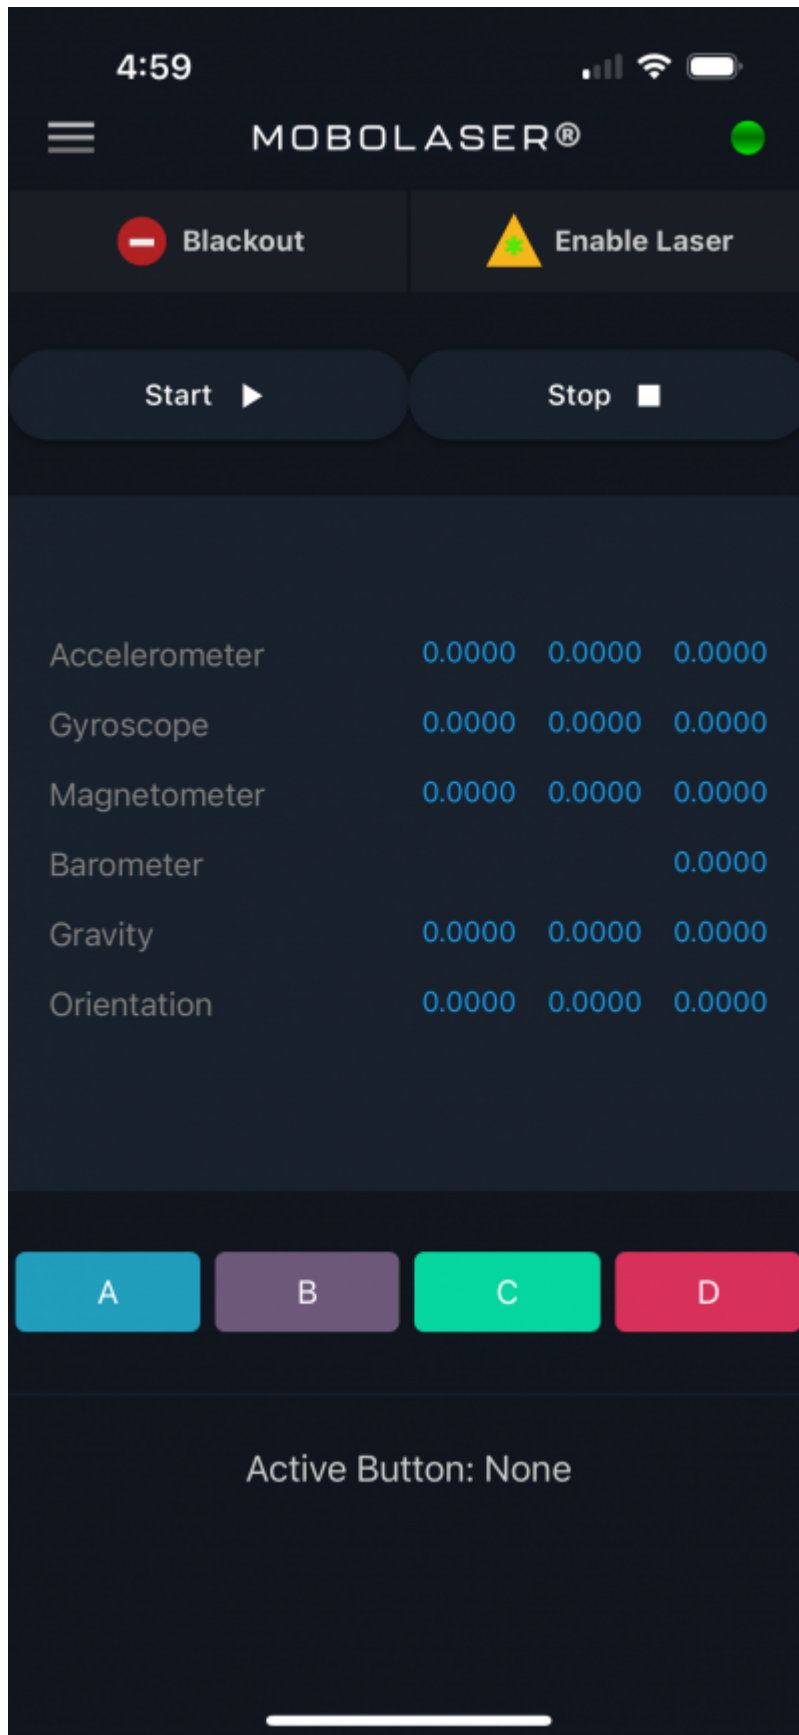 4:59
MOBOLASER®
Blackout Enable Laser
Start Stop
Accelerometer 0.0000 0.0000 0.0000
Gyroscope 0.0000 0.0000 0.0000
Magnetometer 0.0000 0.0000 0.0000
Barometer 0.0000
Gravity 0.0000 0.0000 0.0000
Orientation 0.0000 0.0000 0.0000
A B C D
Active Button: None